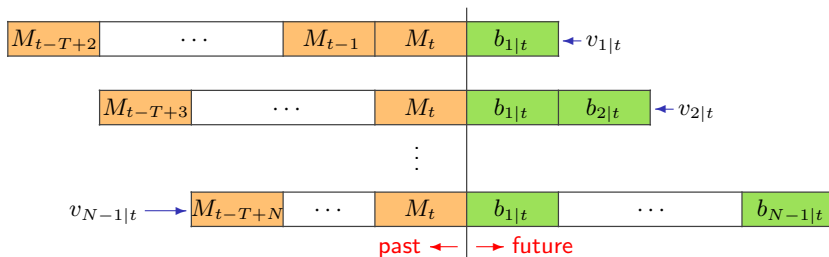 M_{t−T+2} ⋯ M_{t−1} M_t b_{1|t} v_{1|t}
M_{t−T+3} ⋯ M_t b_{1|t} b_{2|t} v_{2|t}
⋮
v_{N−1|t} M_{t−T+N} ⋯ M_t b_{1|t} ⋯ b_{N−1|t}
past future